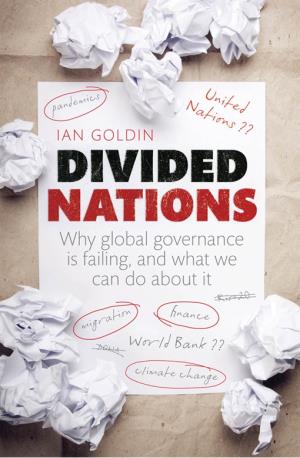 pandemics
United
Nations ??
IAN GOLDIN
DIVIDED
NATIONS
Why global governance
is failing, and what we
can do about it
migration
finance
World Bank ??
climate change